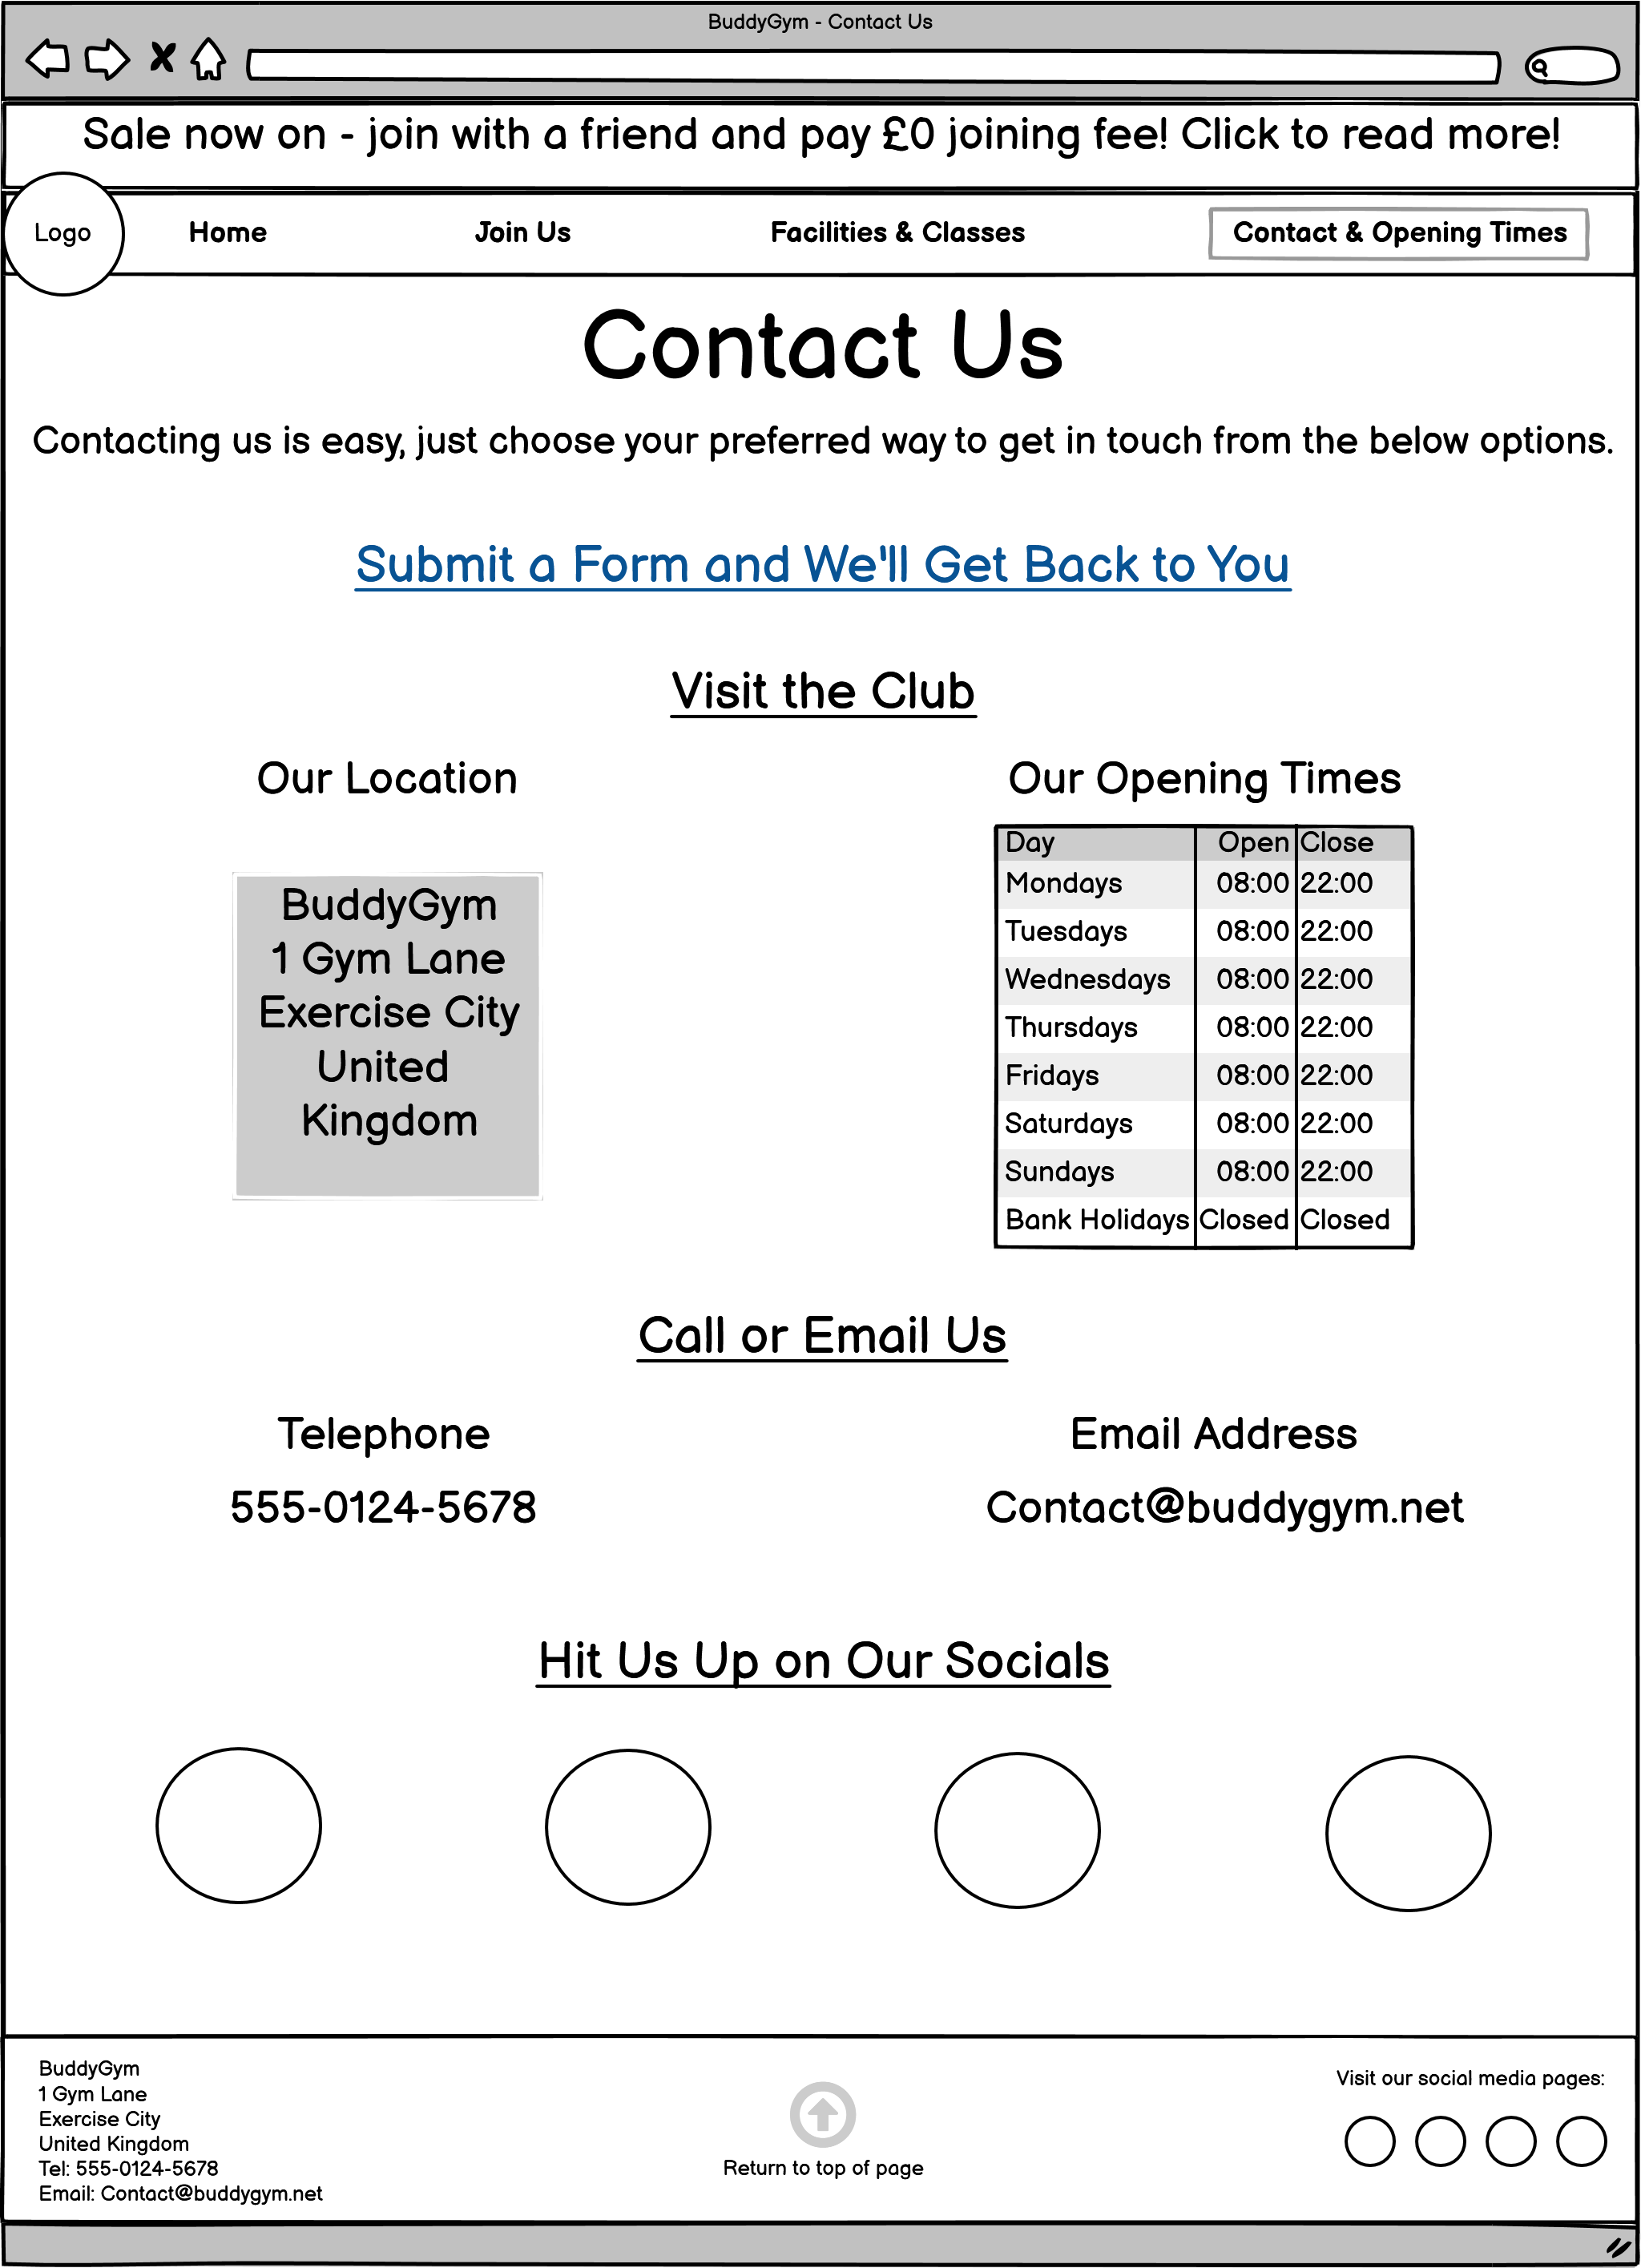 BuddyGym - Contact Us
Sale now on - join with a friend and pay £0 joining fee! Click to read more!
Logo Home Join Us Facilities & Classes Contact & Opening Times
Contact Us
Contacting us is easy, just choose your preferred way to get in touch from the below options.
Submit a Form and We'll Get Back to You
Visit the Club
Our Location
BuddyGym
1 Gym Lane
Exercise City
United
Kingdom
Our Opening Times
Day Open Close
Mondays 08:00 22:00
Tuesdays 08:00 22:00
Wednesdays 08:00 22:00
Thursdays 08:00 22:00
Fridays 08:00 22:00
Saturdays 08:00 22:00
Sundays 08:00 22:00
Bank Holidays Closed Closed
Call or Email Us
Telephone
555-0124-5678
Email Address
Contact@buddygym.net
Hit Us Up on Our Socials
BuddyGym
1 Gym Lane
Exercise City
United Kingdom
Tel: 555-0124-5678
Email: Contact@buddygym.net
Return to top of page
Visit our social media pages: